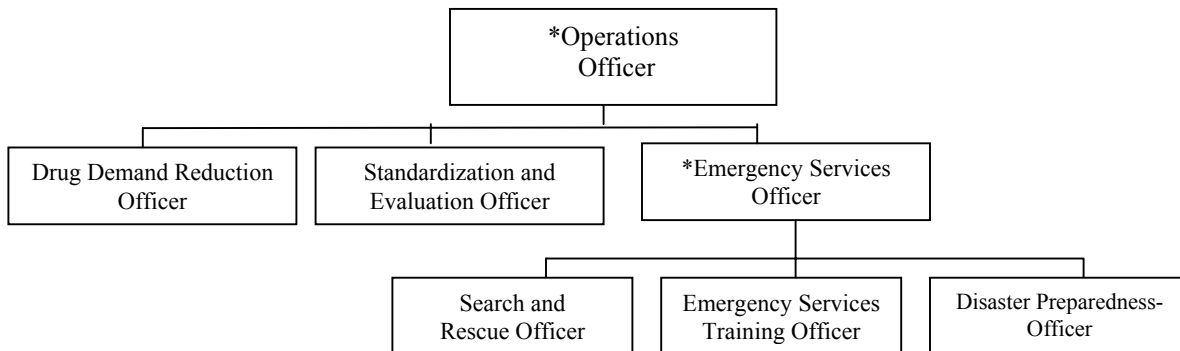 *Operations
Officer
Drug Demand Reduction
Officer
Standardization and
Evaluation Officer
*Emergency Services
Officer
Search and
Rescue Officer
Emergency Services
Training Officer
Disaster Preparedness-
Officer